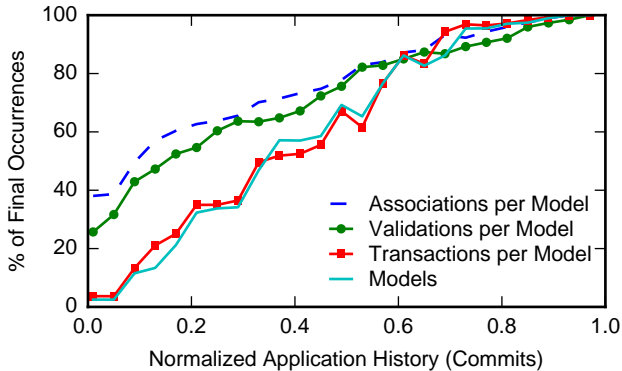 % of Final Occurrences
100
80
60
40
20
0
Associations per Model
Validations per Model
Transactions per Model
Models
0.0 0.2 0.4 0.6 0.8 1.0
Normalized Application History (Commits)